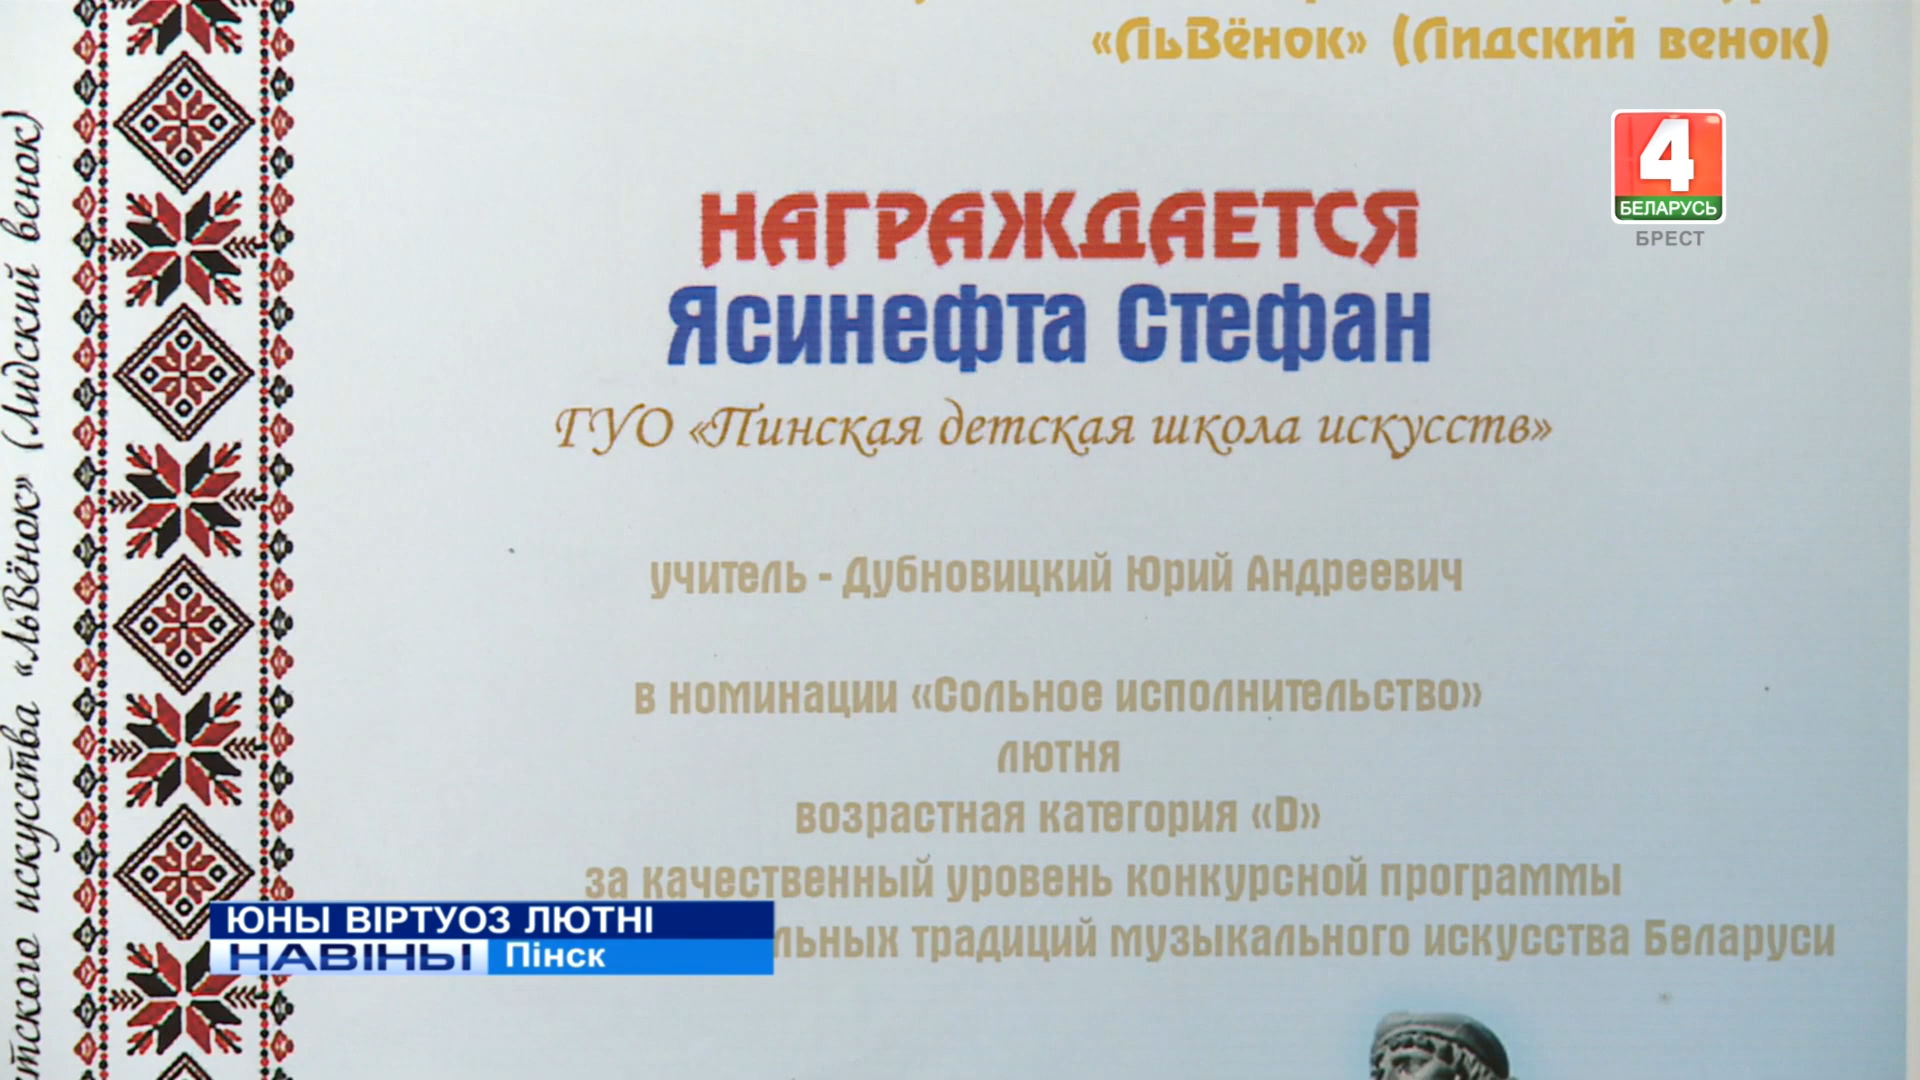 «ЛьВёнок» (Лидский венок)
4
БЕЛАРУСЬ
БРЕСТ
НАГРАЖДАЕТСЯ
Ясинефта Стефан
ГУО «Пинская детская школа искусств»
учитель - Дубновицкий Юрий Андреевич
в номинации «Сольное исполнительство»
лютня
возрастная категория «D»
за качественный уровень конкурсной программы
традиций музыкального искусства Беларуси
искусства «ЛьВёнок» (Лидский венок)
ЮНЫ ВІРТУОЗ ЛЮТНІ
НАВІНЫ Пінск